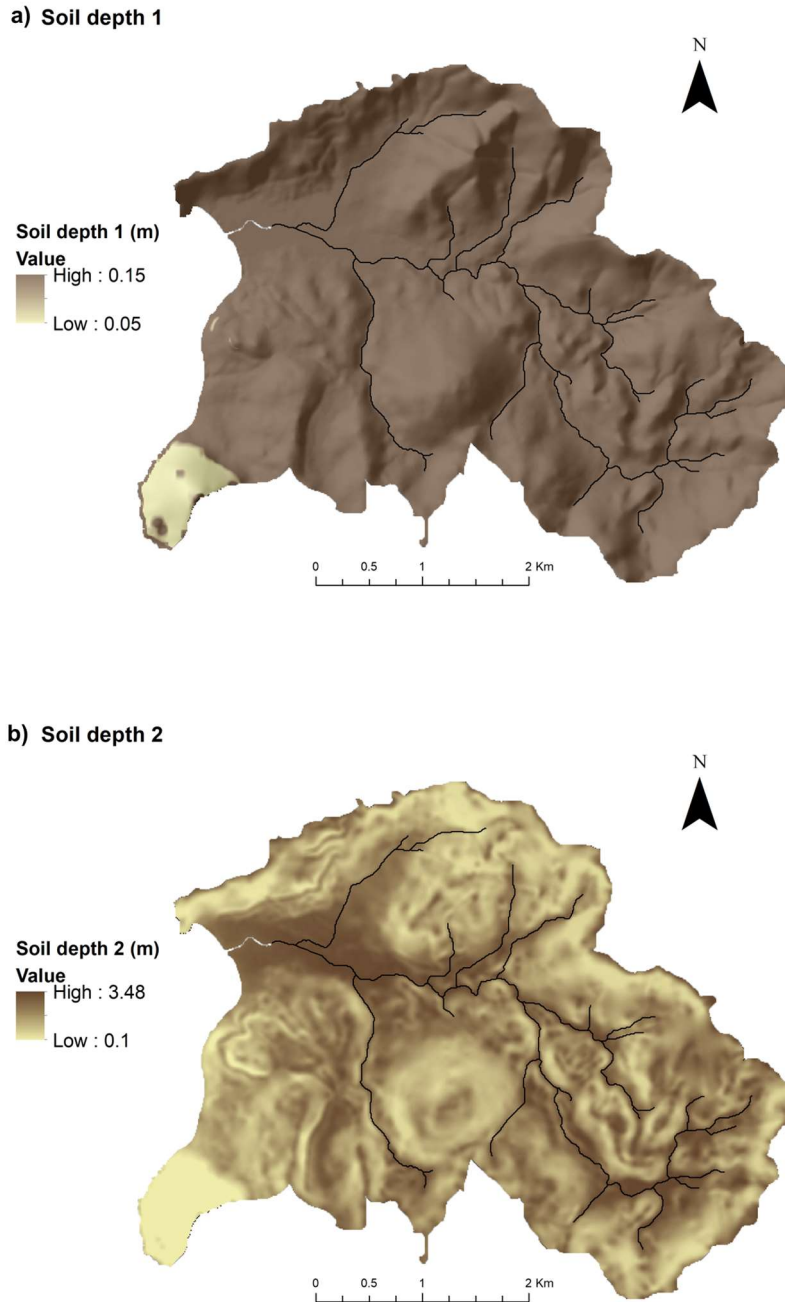 a) Soil depth 1
N
Soil depth 1 (m)
Value
High : 0.15
Low : 0.05
0 0.5 1 2 Km
b) Soil depth 2
N
Soil depth 2 (m)
Value
High : 3.48
Low : 0.1
0 0.5 1 2 Km